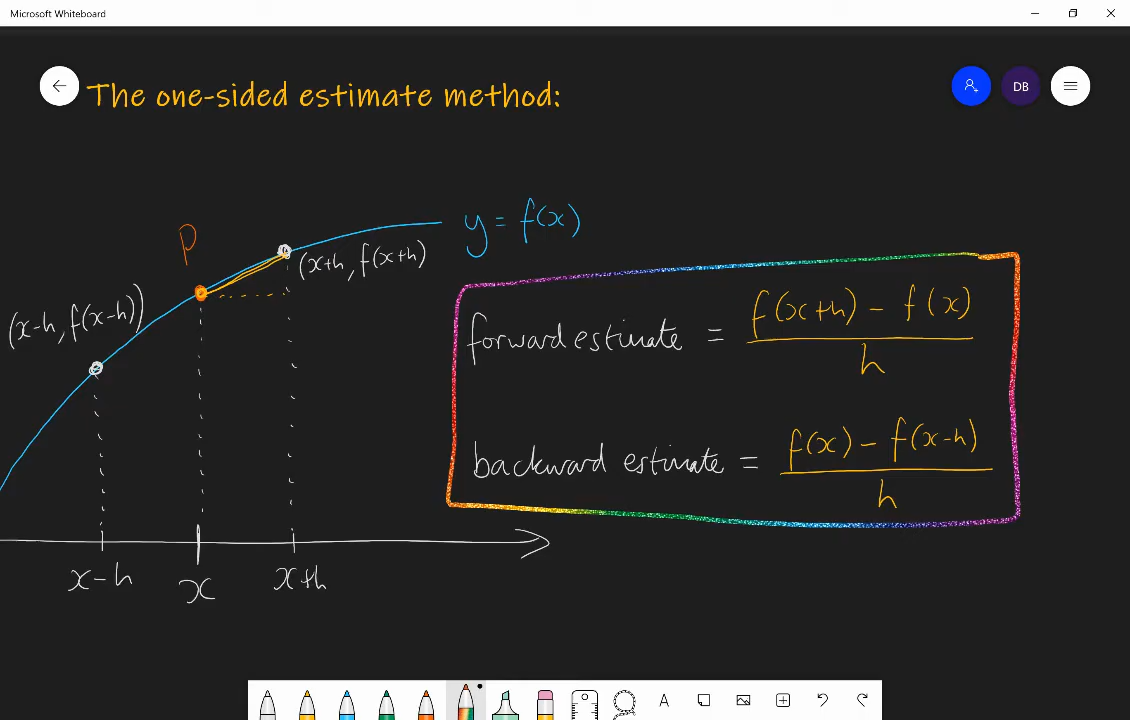 Microsoft Whiteboard
The one-sided estimate method:
DB
P
y = f(x)
(x+h, f(x+h))
(x-h, f(x-h))
forward estimate = f(x+h) - f(x)
h
backward estimate = f(x) - f(x-h)
h
x-h
x
x+h
A